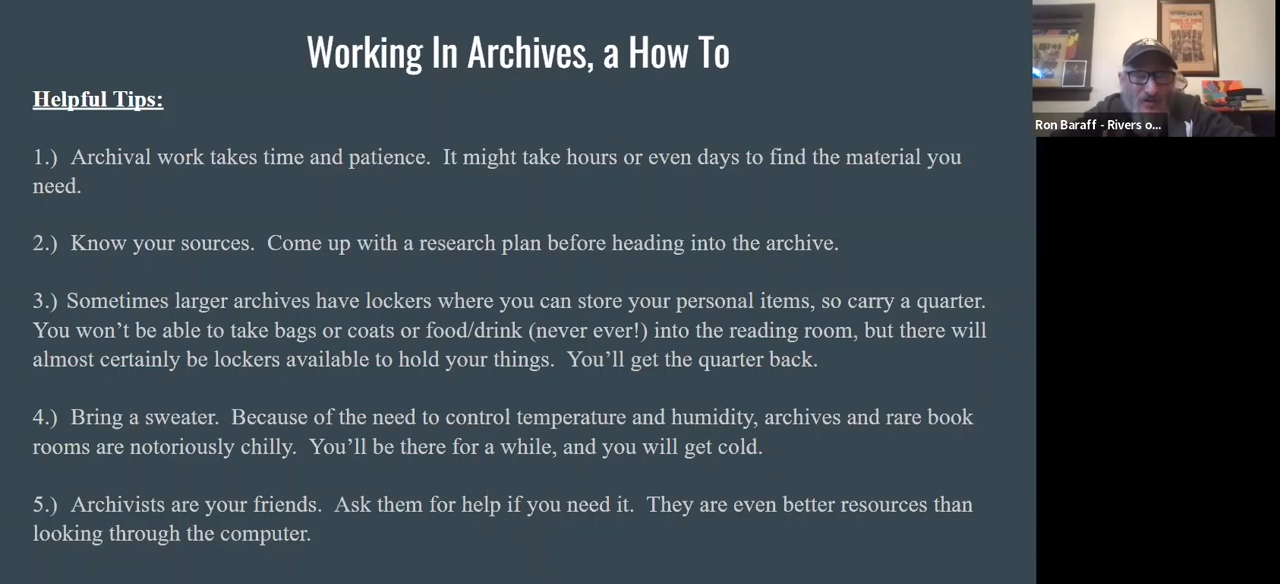 Working In Archives, a How To
Helpful Tips:
1.) Archival work takes time and patience. It might take hours or even days to find the material you
need.
2.) Know your sources. Come up with a research plan before heading into the archive.
3.) Sometimes larger archives have lockers where you can store your personal items, so carry a quarter.
You won’t be able to take bags or coats or food/drink (never ever!) into the reading room, but there will
almost certainly be lockers available to hold your things. You’ll get the quarter back.
4.) Bring a sweater. Because of the need to control temperature and humidity, archives and rare book
rooms are notoriously chilly. You’ll be there for a while, and you will get cold.
5.) Archivists are your friends. Ask them for help if you need it. They are even better resources than
looking through the computer.
Ron Baraff - Rivers o...